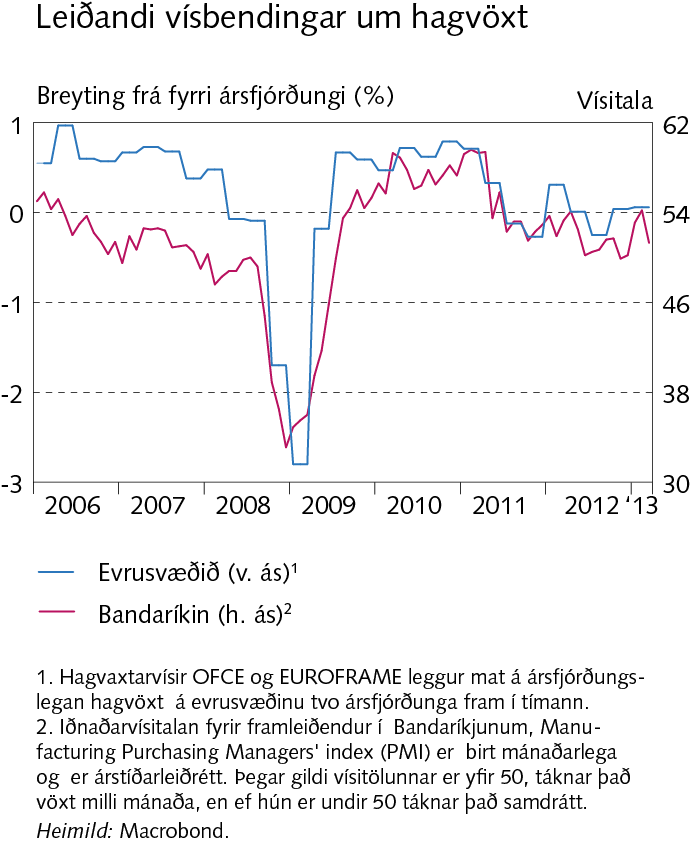 Leiðandi vísbendingar um hagvöxt
Breyting frá fyrri ársfjórðungi (%)
Vísitala
1
62
0
54
-1
46
-2
38
-3
30
2006 2007 2008 2009 2010 2011 2012 '13
Evrusvæðið (v. ás)¹
Bandaríkin (h. ás)²
1. Hagvaxtarvísir OFCE og EUROFRAME leggur mat á ársfjórðungs-
legan hagvöxt á evrusvæðinu tvo ársfjórðunga fram í tímann.
2. Iðnaðarvísitalan fyrir framleiðendur í Bandaríkjunum, Manu-
facturing Purchasing Managers' index (PMI) er birt mánaðarlega
og er árstíðarleiðrétt. Þegar gildi vísitölunnar er yfir 50, táknar það
vöxt milli mánaða, en ef hún er undir 50 táknar það samdrátt.
Heimild: Macrobond.